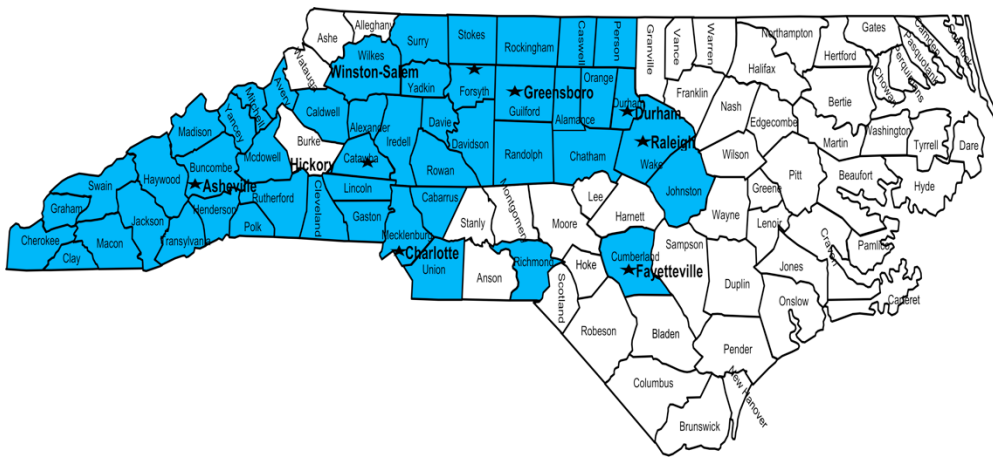 Ashe
Alleghany
Surry
Stokes
Rockingham
Caswell
Person
Granville
Vance
Warren
Northampton
Gates
Hertford
Camden
Pasquotank
Perquimans
Chowan
Watauga
Wilkes
Winston-Salem
Yadkin
Forsyth
Greensboro
Guilford
Alamance
Orange
Durham
Durham
Franklin
Halifax
Nash
Edgecombe
Bertie
Martin
Washington
Tyrrell
Dare
Mitchell
Avery
Yancey
Madison
Caldwell
Alexander
Iredell
Davie
Davidson
Randolph
Chatham
Raleigh
Wake
Wilson
Pitt
Beaufort
Hyde
Burke
Hickory
Catawba
Rowan
Mcdowell
Buncombe
Asheville
Haywood
Swain
Graham
Cherokee
Clay
Macon
Jackson
Transylvania
Henderson
Polk
Rutherford
Cleveland
Lincoln
Gaston
Mecklenburg
Charlotte
Cabarrus
Union
Stanly
Anson
Montgomery
Richmond
Moore
Lee
Harnett
Johnston
Wayne
Greene
Lenoir
Craven
Pamlico
Jones
Carteret
Onslow
Duplin
Sampson
Cumberland
Fayetteville
Hoke
Scotland
Robeson
Bladen
Pender
New Hanover
Columbus
Brunswick